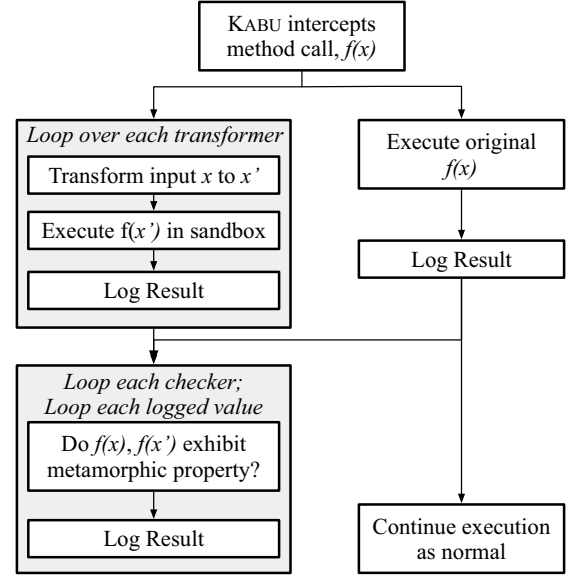 KABU intercepts
method call, f(x)
Loop over each transformer
Transform input x to x'
Execute f(x') in sandbox
Log Result
Execute original
f(x)
Log Result
Loop each checker;
Loop each logged value
Do f(x), f(x') exhibit
metamorphic property?
Log Result
Continue execution
as normal